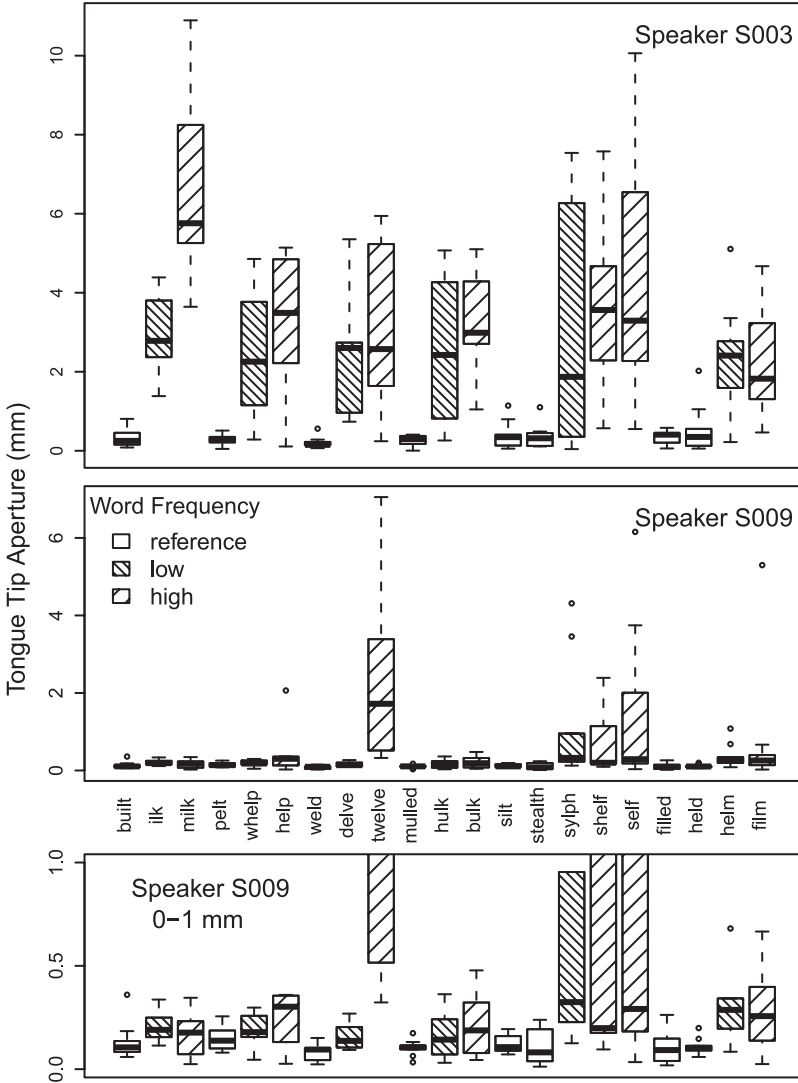 Tongue Tip Aperture (mm)
Speaker S003
10
8
6
4
2
0
Speaker S009
Word Frequency
reference
low
high
6
4
2
0
built
ilk
milk
pelt
whelp
help
weld
delve
twelve
mulled
hulk
bulk
silt
stealth
sylph
shelf
self
filled
held
helm
film
Speaker S009
0−1 mm
1.0
0.5
0.0